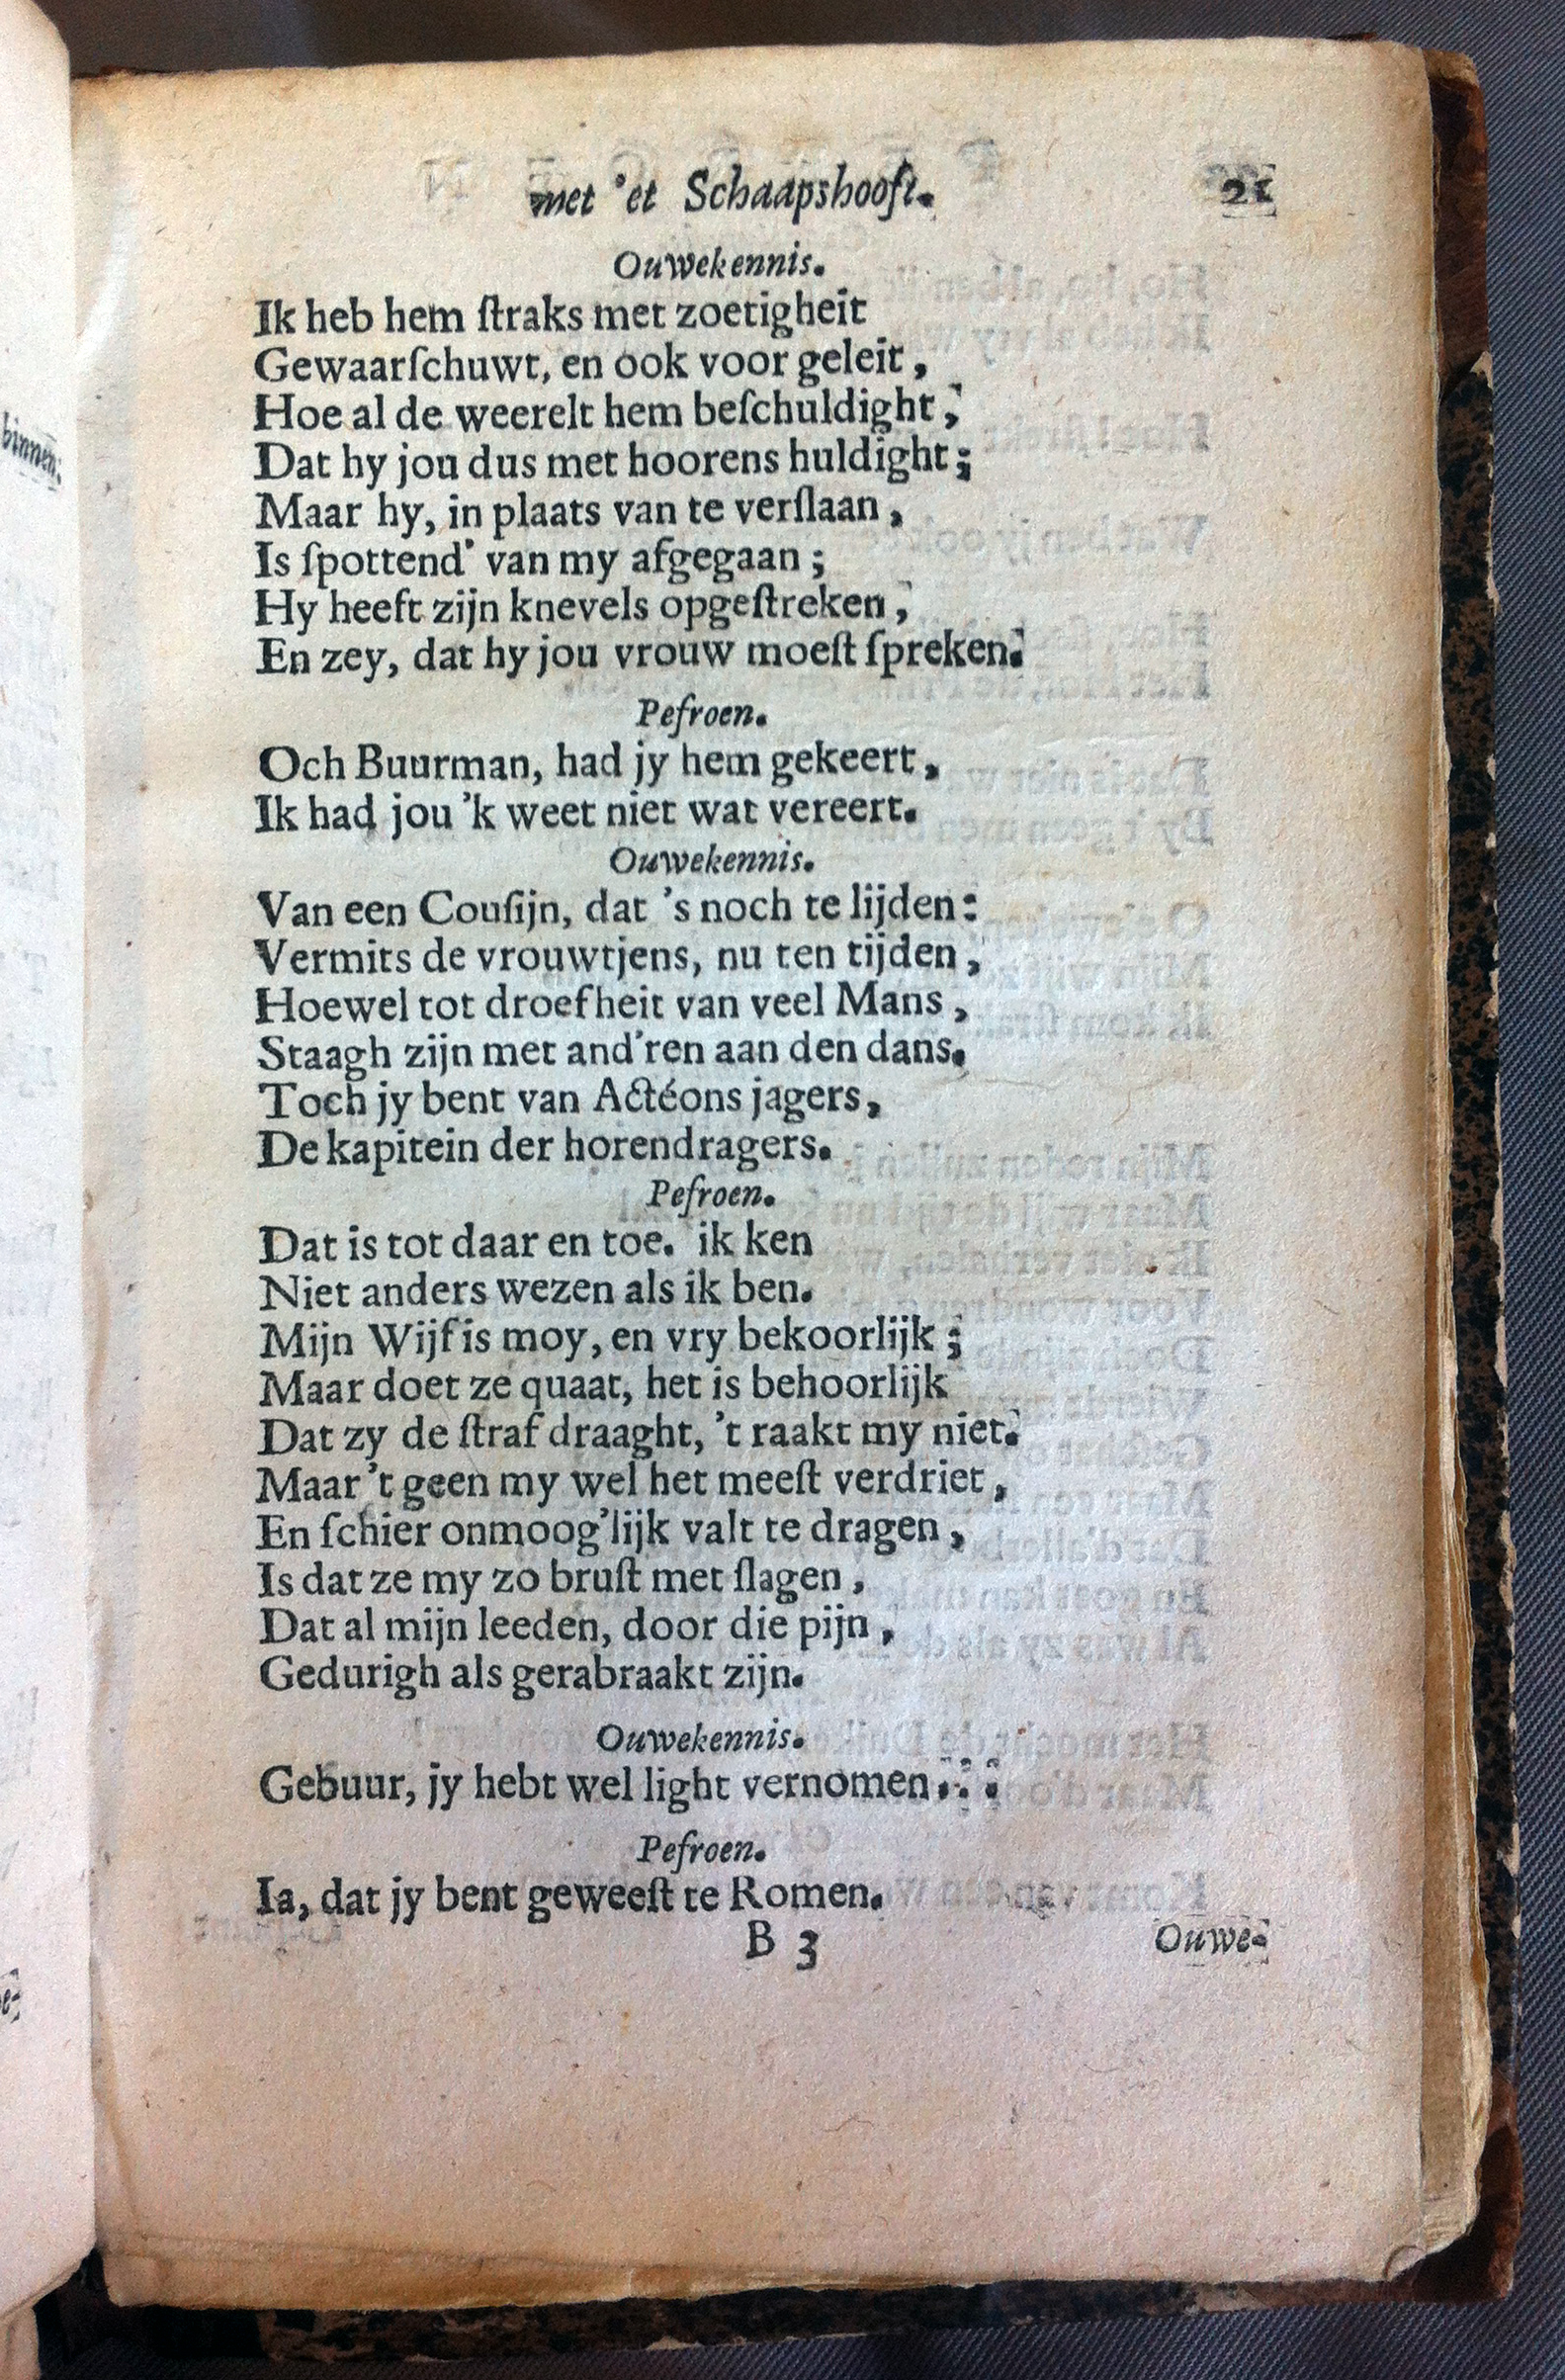 met 'et Schaapshooft. 21
Ouwekennis.
Ik heb hem ſtraks met zoetigheit
Gewaarſchuwt, en ook voor geleit,
Hoe al de weerelt hem beſchuldight,
Dat hy jou dus met hoorens huldight;
Maar hy, in plaats van te verſlaan,
Is ſpottend' van my afgegaan;
Hy heeft zijn knevels opgeſtreken,
En zey, dat hy jou vrouw moeſt ſpreken.
Pefroen.
Och Buurman, had jy hem gekeert,
Ik had jou 'k weet niet wat vereert.
Ouwekennis.
Van een Couſijn, dat 's noch te lijden:
Vermits de vrouwtjens, nu ten tijden,
Hoewel tot droefheit van veel Mans,
Staagh zijn met and'ren aan den dans.
Toch jy bent van Actéons jagers,
De kapitein der horendragers.
Pefroen.
Dat is tot daar en toe. ik ken
Niet anders wezen als ik ben.
Mijn Wijf is moy, en vry bekoorlijk;
Maar doet ze quaat, het is behoorlijk
Dat zy de ſtraf draaght, 't raakt my niet.
Maar 't geen my wel het meeſt verdriet,
En ſchier onmoog'lijk valt te dragen,
Is dat ze my zo bruſt met ſlagen,
Dat al mijn leeden, door die pijn,
Gedurigh als gerabraakt zijn.
Ouwekennis.
Gebuur, jy hebt wel light vernomen...
Pefroen.
Ia, dat jy bent geweeſt te Romen.
B 3 Ouwe-
binnen.